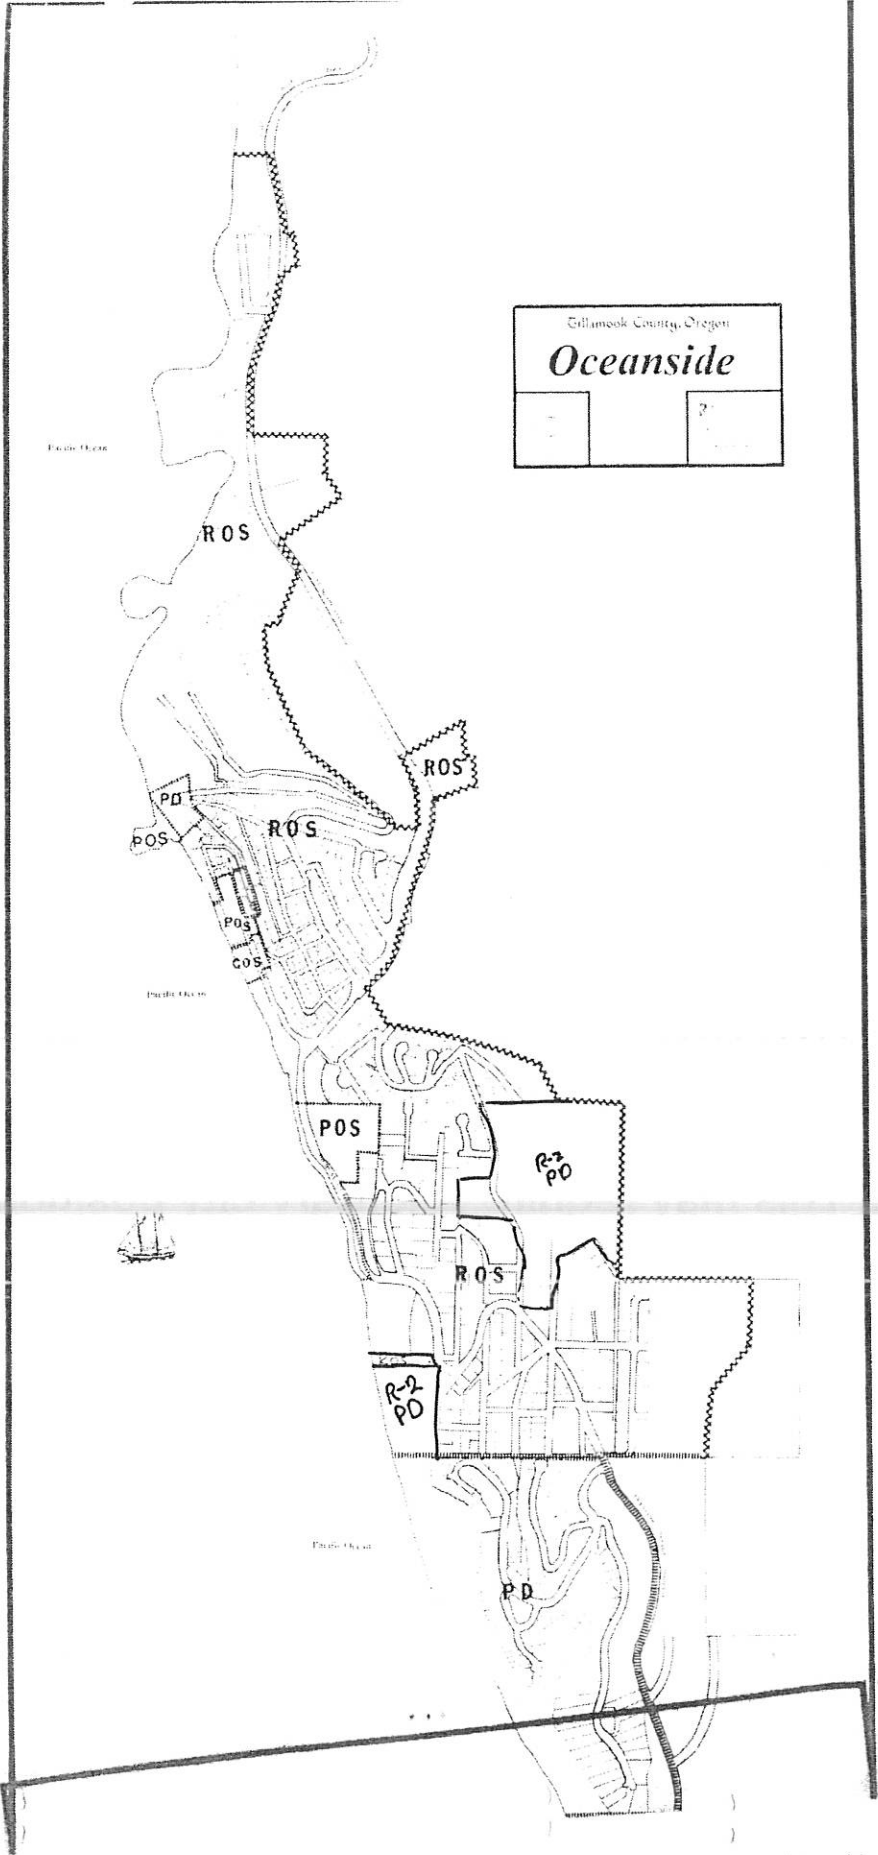 Tillamook County, Oregon
Oceanside
Pacific Ocean
ROS
ROS
PD
ROS
POS
POS
COS
Pacific Ocean
POS
R-2
PD
ROS
R-2
PD
Pacific Ocean
PD